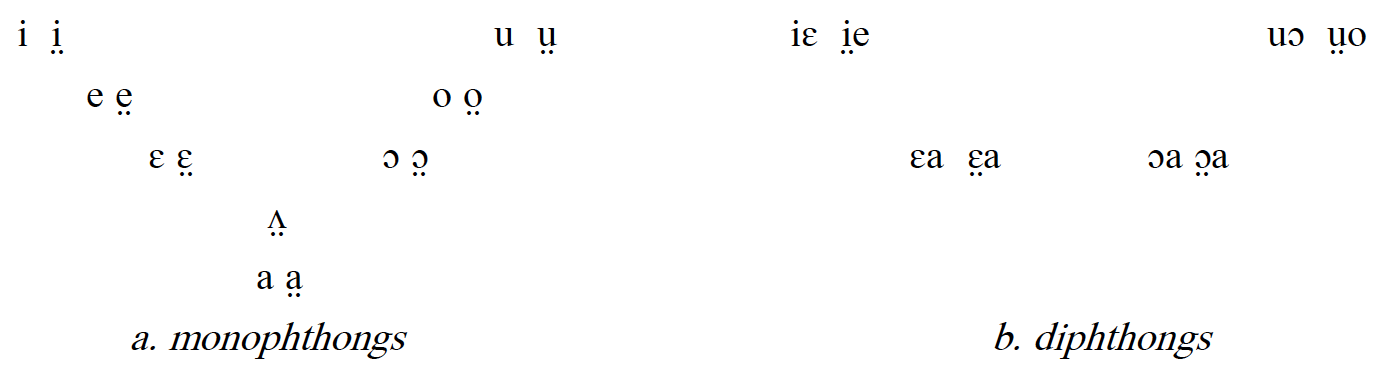 i i̤ u ṳ iɛ i̤e uɔ ṳo
e e̤ o o̤
ɛ ɛ̤ ɔ ɔ̤ ɛa ɛ̤a ɔa ɔ̤a
ʌ̤
a a̤
a. monophthongs b. diphthongs